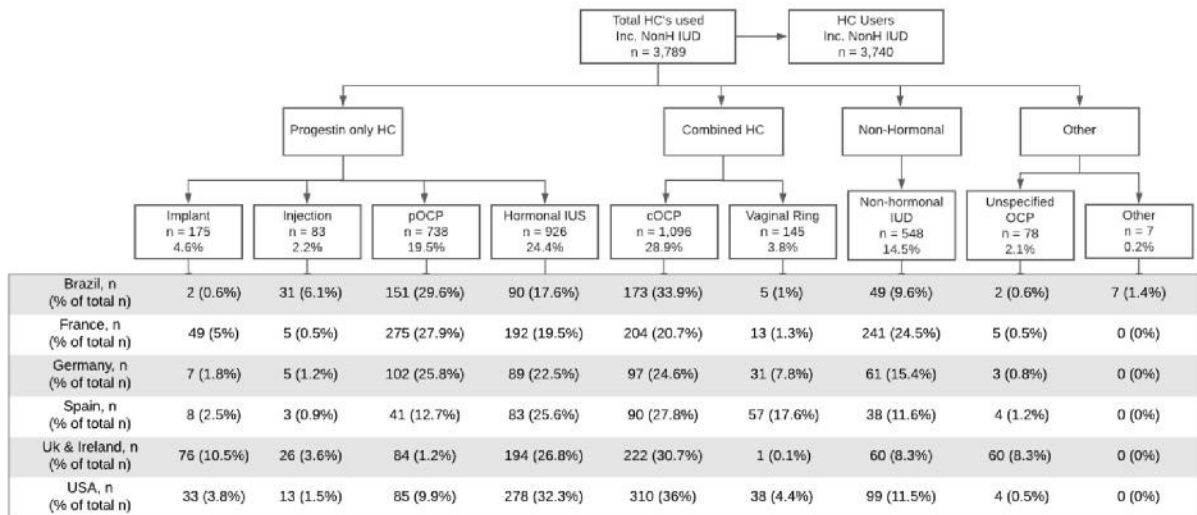 Total HC's used
Inc. NonH IUD
n = 3,789
HC Users
Inc. NonH IUD
n = 3,740
Progestin only HC
Combined HC
Non-Hormonal
Other
Implant
n = 175
4.6%
Injection
n = 83
2.2%
pOCP
n = 738
19.5%
Hormonal IUS
n = 926
24.4%
cOCP
n = 1,096
28.9%
Vaginal Ring
n = 145
3.8%
Non-hormonal
IUD
n = 548
14.5%
Unspecified
OCP
n = 78
2.1%
Other
n = 7
0.2%
Brazil, n
(% of total n)
2 (0.6%) 31 (6.1%) 151 (29.6%) 90 (17.6%) 173 (33.9%) 5 (1%) 49 (9.6%) 2 (0.6%) 7 (1.4%)
France, n
(% of total n)
49 (5%) 5 (0.5%) 275 (27.9%) 192 (19.5%) 204 (20.7%) 13 (1.3%) 241 (24.5%) 5 (0.5%) 0 (0%)
Germany, n
(% of total n)
7 (1.8%) 5 (1.2%) 102 (25.8%) 89 (22.5%) 97 (24.6%) 31 (7.8%) 61 (15.4%) 3 (0.8%) 0 (0%)
Spain, n
(% of total n)
8 (2.5%) 3 (0.9%) 41 (12.7%) 83 (25.6%) 90 (27.8%) 57 (17.6%) 38 (11.6%) 4 (1.2%) 0 (0%)
Uk & Ireland, n
(% of total n)
76 (10.5%) 26 (3.6%) 84 (1.2%) 194 (26.8%) 222 (30.7%) 1 (0.1%) 60 (8.3%) 60 (8.3%) 0 (0%)
USA, n
(% of total n)
33 (3.8%) 13 (1.5%) 85 (9.9%) 278 (32.3%) 310 (36%) 38 (4.4%) 99 (11.5%) 4 (0.5%) 0 (0%)